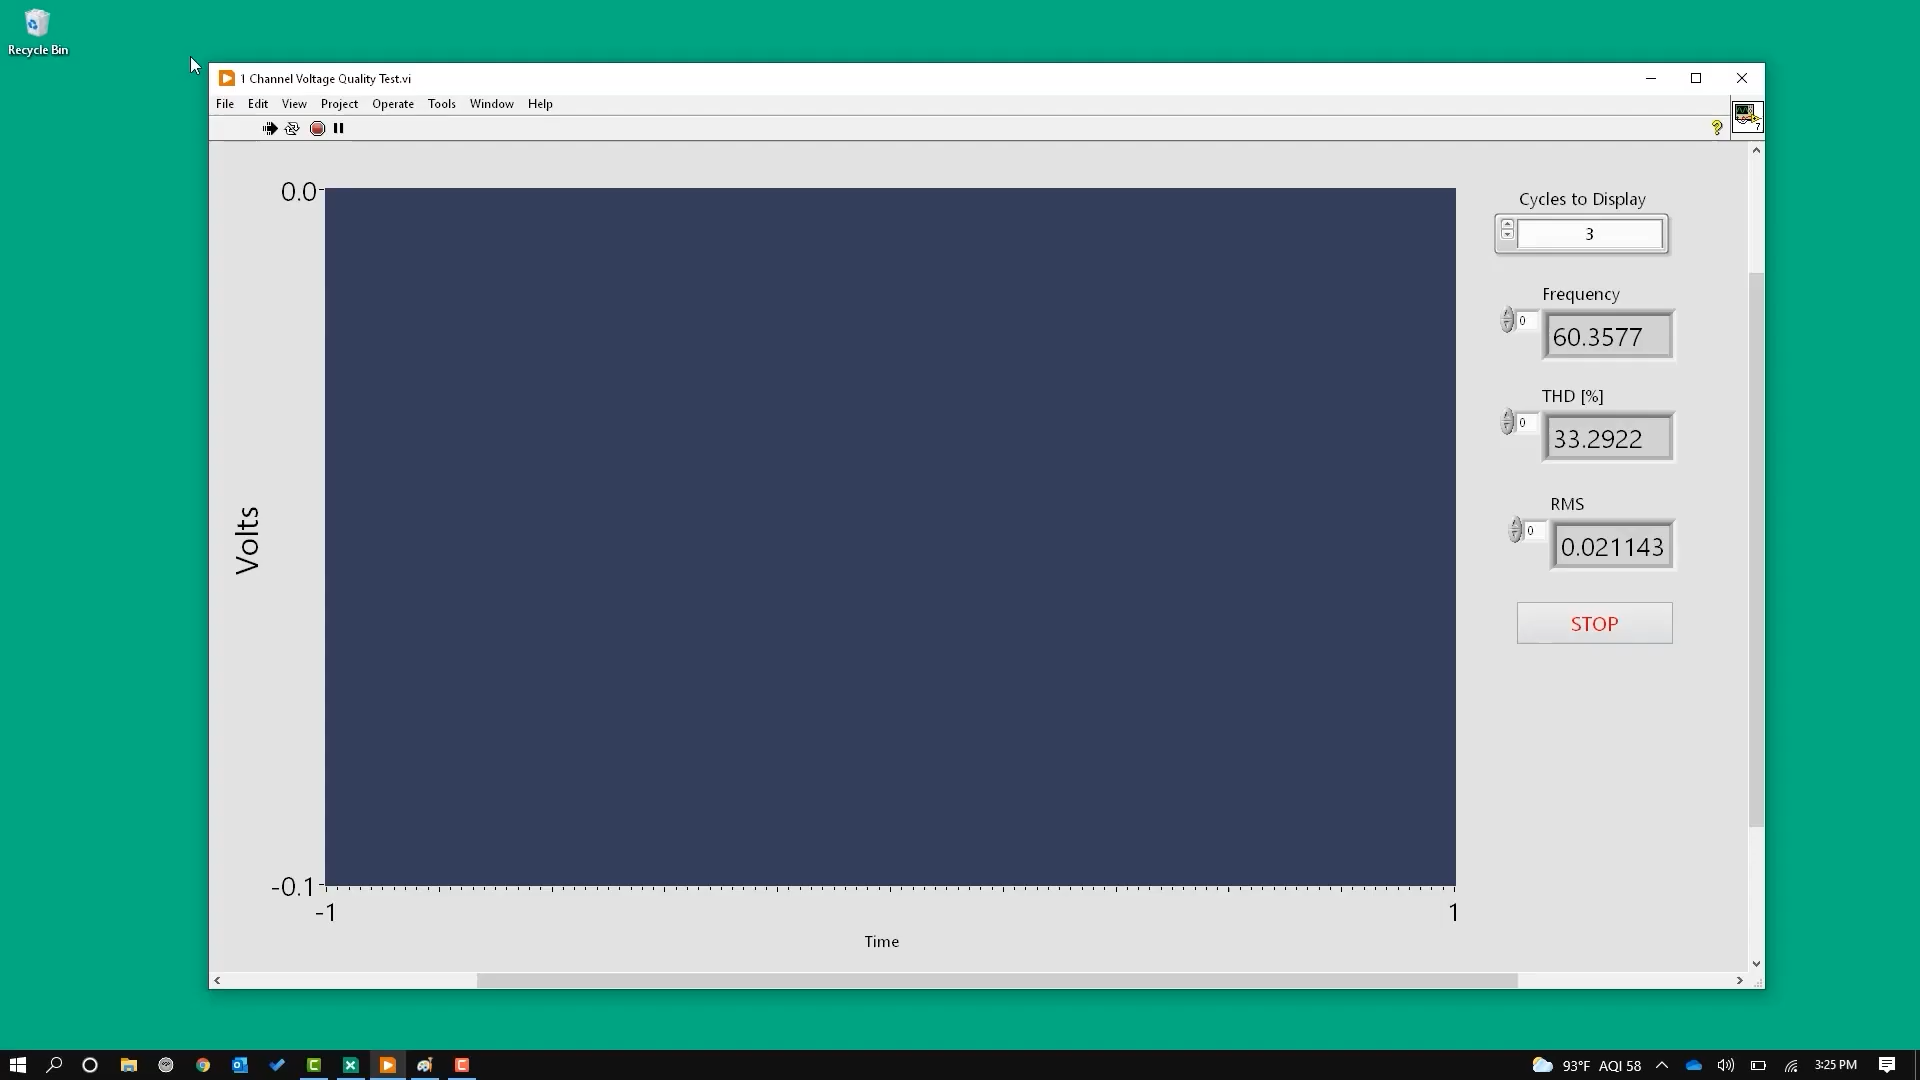 Recycle Bin
1 Channel Voltage Quality Test.vi
File Edit View Project Operate Tools Window Help
7
0.0
-0.1
Volts
-1
1
Time
Cycles to Display
3
Frequency
0
60.3577
THD [%]
0
33.2922
RMS
0
0.021143
STOP
93°F AQI 58
3:25 PM